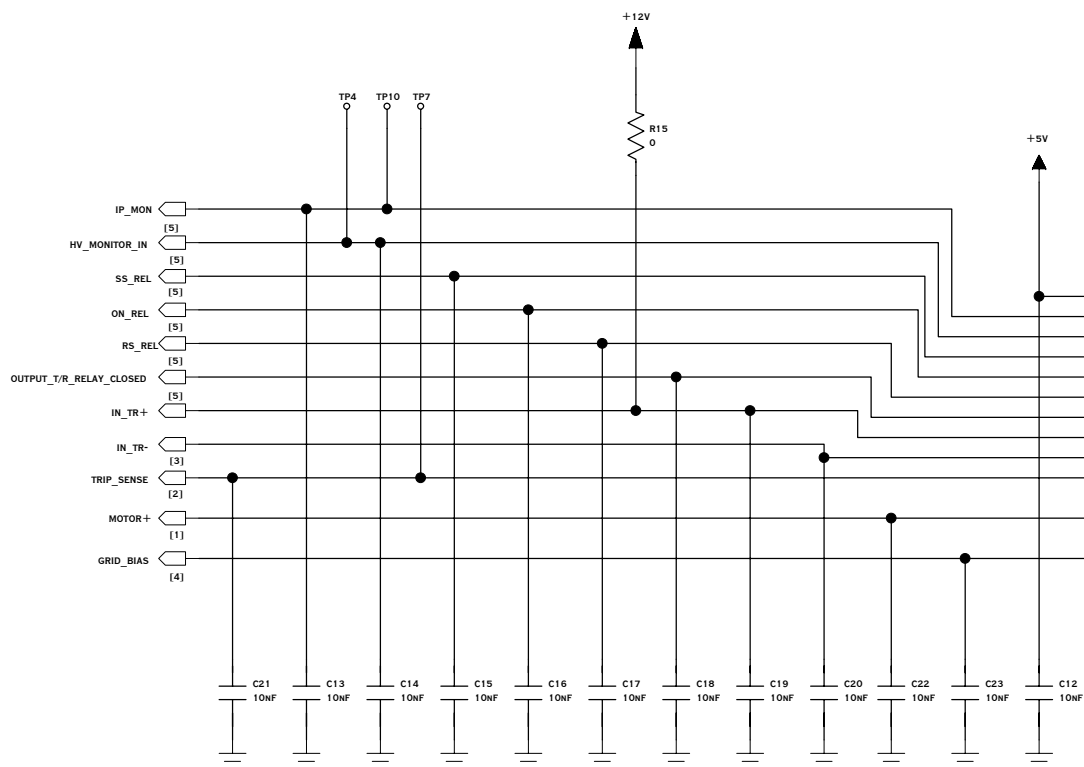 +12V
TP4 TP10 TP7
R15
0
+5V
IP_MON
[5]
HV_MONITOR_IN
[5]
SS_REL
[5]
ON_REL
[5]
RS_REL
[5]
OUTPUT_T/R_RELAY_CLOSED
[5]
IN_TR+
IN_TR-
[3]
TRIP_SENSE
[2]
MOTOR+
[1]
GRID_BIAS
[4]
C21 C13 C14 C15 C16 C17 C18 C19 C20 C22 C23 C12
10NF 10NF 10NF 10NF 10NF 10NF 10NF 10NF 10NF 10NF 10NF 10NF